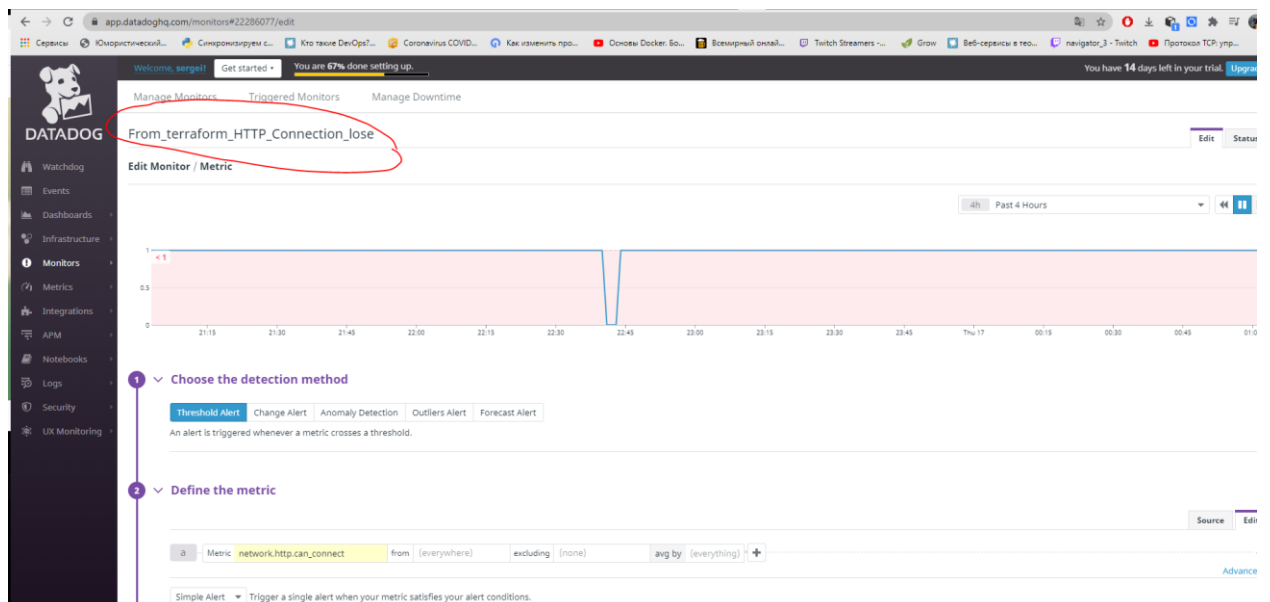 app.datadoghq.com/monitors#22286077/edit
Сервисы Юмористический... Синхронизируем с... Кто такие DevOps?... Coronavirus COVID... Как изменить про... Основы Docker. Бо... Всемирный онлай... Twitch Streamers -... Grow Веб-сервисы в тео... navigator_3 - Twitch Протокол TCP: упр...
Welcome, sergei! Get started You are 67% done setting up. You have 14 days left in your trial. Upgrad
Manage Monitors Triggered Monitors Manage Downtime
DATADOG
From_terraform_HTTP_Connection_lose
Edit Status
Edit Monitor / Metric
Watchdog
Events
Dashboards
Infrastructure
Monitors
Metrics
Integrations
APM
Notebooks
Logs
Security
UX Monitoring
4h Past 4 Hours
1
< 1
0.5
0
21:15 21:30 21:45 22:00 22:15 22:30 22:45 23:00 23:15 23:30 23:45 Thu 17 00:15 00:30 00:45 01:0
1 Choose the detection method
Threshold Alert Change Alert Anomaly Detection Outliers Alert Forecast Alert
An alert is triggered whenever a metric crosses a threshold.
2 Define the metric
Source Edi
a Metric network.http.can_connect from (everywhere) excluding (none) avg by (everything) +
Advance
Simple Alert Trigger a single alert when your metric satisfies your alert conditions.